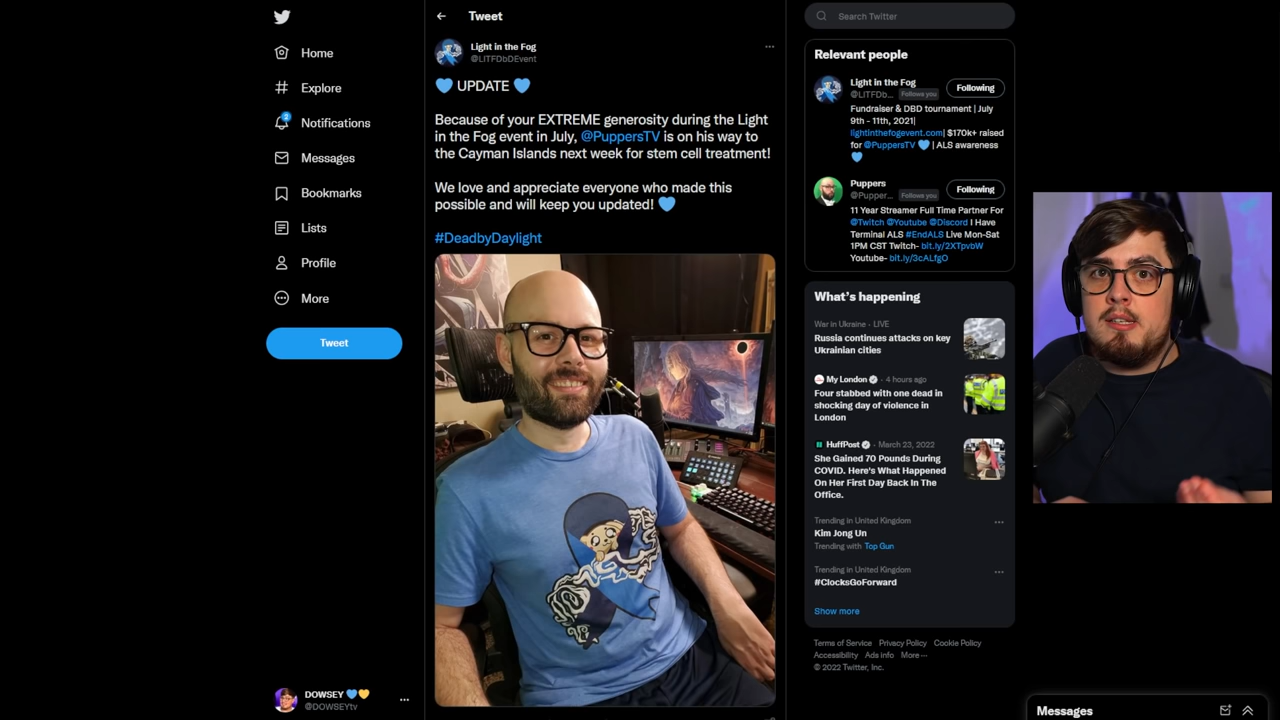 Home
Explore
2
Notifications
Messages
Bookmarks
Lists
Profile
More
Tweet
DOWSEY 💙💛
@DOWSEYtv
Tweet
Light in the Fog
@LITFDbDEvent
💙 UPDATE 💙
Because of your EXTREME generosity during the Light
in the Fog event in July, @PuppersTV is on his way to
the Cayman Islands next week for stem cell treatment!
We love and appreciate everyone who made this
possible and will keep you updated! 💙
#DeadbyDaylight
Search Twitter
Relevant people
Light in the Fog
@LITFDb... Follows you
Following
Fundraiser & DBD tournament | July
9th - 11th, 2021|
lightinthefogevent.com| $170k+ raised
for @PuppersTV 💙 | ALS awareness
💙
Puppers
@Pupper... Follows you
Following
11 Year Streamer Full Time Partner For
@Twitch @Youtube @Discord I Have
Terminal ALS #EndALS Live Mon-Sat
1PM CST Twitch- bit.ly/2XTpvbW
Youtube- bit.ly/3cALfgO
What's happening
War in Ukraine · LIVE
Russia continues attacks on key
Ukrainian cities
My London · 4 hours ago
Four stabbed with one dead in
shocking day of violence in
London
HuffPost · March 23, 2022
She Gained 70 Pounds During
COVID. Here's What Happened
On Her First Day Back In The
Office.
Trending in United Kingdom
Kim Jong Un
Trending with Top Gun
Trending in United Kingdom
#ClocksGoForward
Show more
Terms of Service Privacy Policy Cookie Policy
Accessibility Ads info More ···
© 2022 Twitter, Inc.
Messages